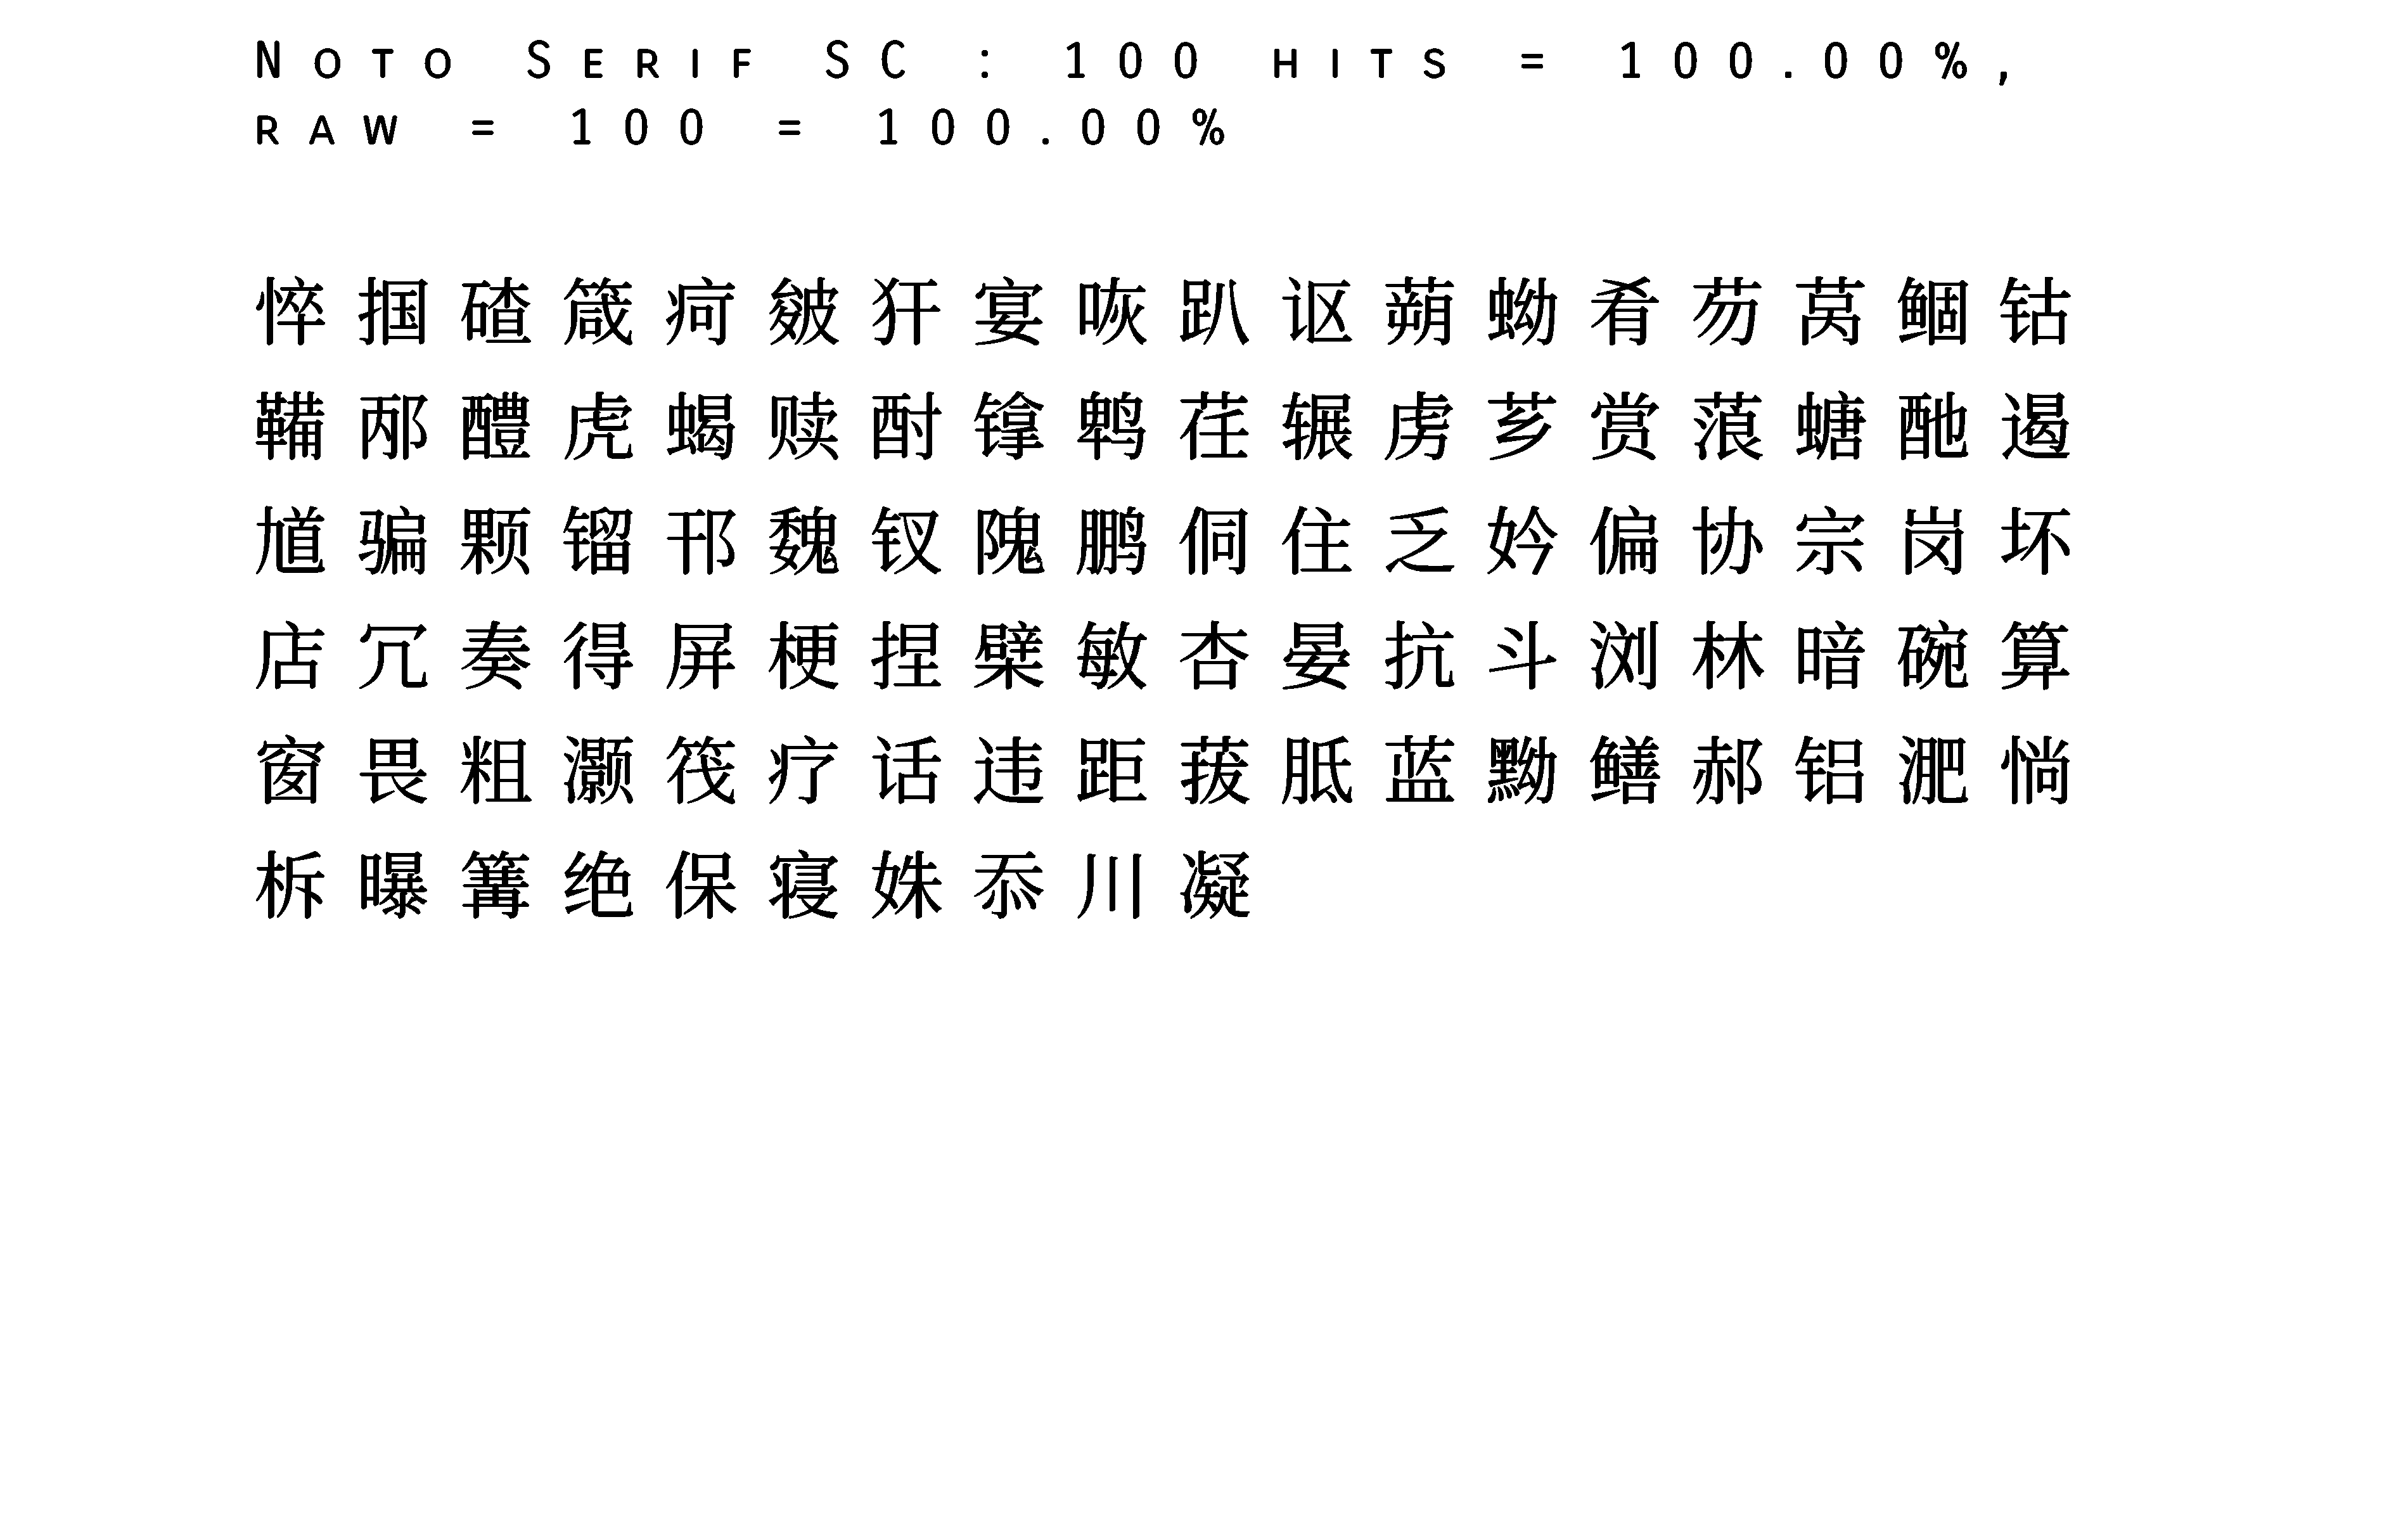 Noto Serif SC : 100 hits = 100.00%,
raw = 100 = 100.00%
悴掴碴箴疴皴犴宴咴趴讴蒴蚴肴芴莴鲴钴
鞴邴醴虎蝎赎酎镎鹎荏辗虏芗赏蒗螗酏遏
馗骗颗镏邗魏钗隗鹏侗住乏妗偏协宗岗坏
店冗奏得屏梗捏檗敏杏晏抗斗浏林暗碗算
窗畏粗灏筏疗话违距菝胝蓝黝鳝郝铝淝惝
柝曝篝绝保寝姝忝川凝